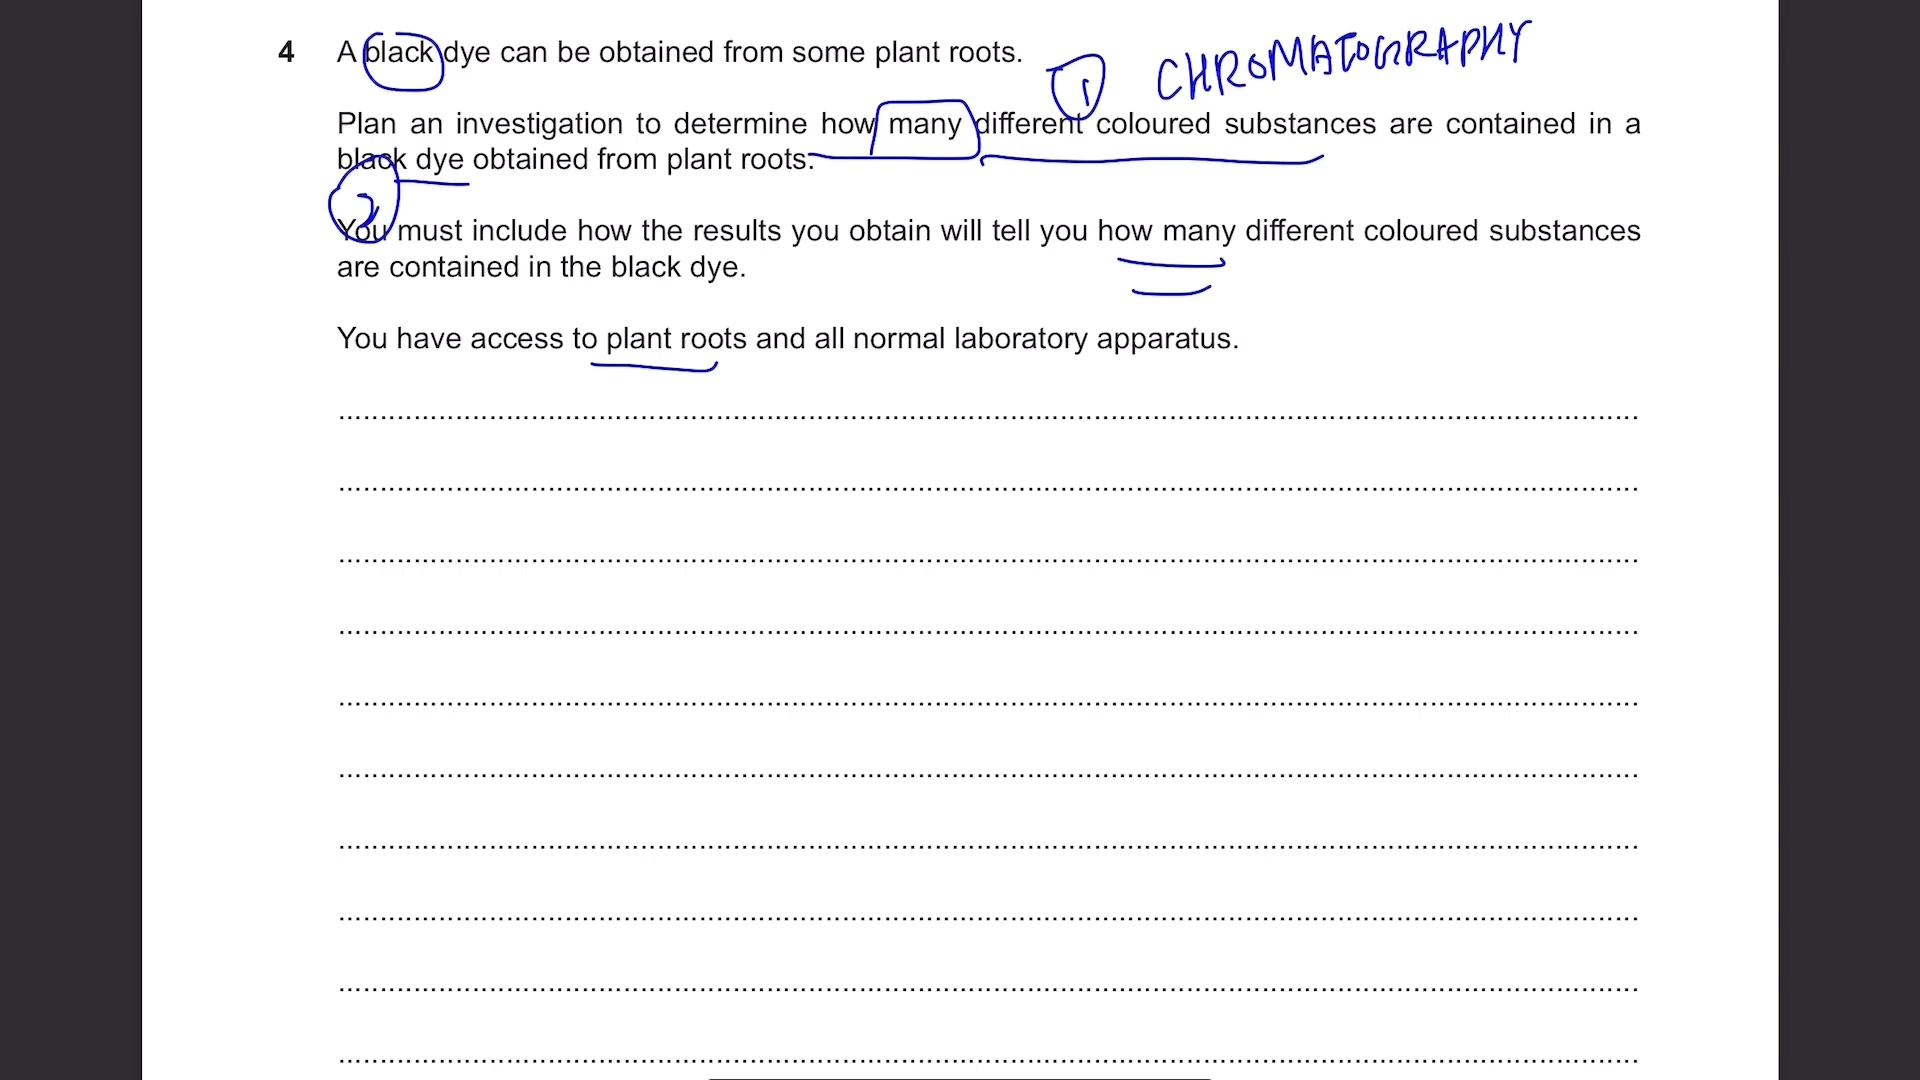 CHROMATOGRAPHY
4 A black dye can be obtained from some plant roots.
1
Plan an investigation to determine how many different coloured substances are contained in a
black dye obtained from plant roots.
2
You must include how the results you obtain will tell you how many different coloured substances
are contained in the black dye.
You have access to plant roots and all normal laboratory apparatus.